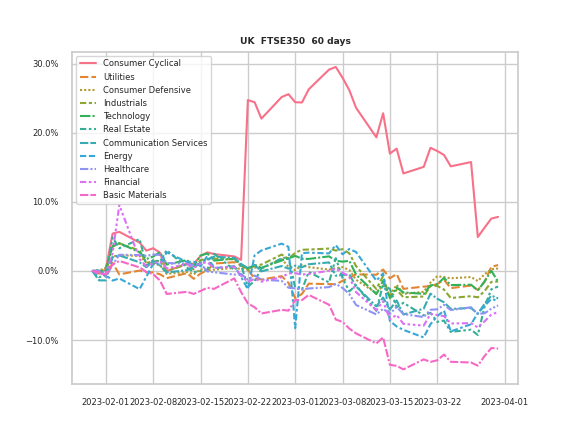 UK  FTSE350  60 days
30.0%
20.0%
10.0%
0.0%
−10.0%
Consumer Cyclical
Utilities
Consumer Defensive
Industrials
Technology
Real Estate
Communication Services
Energy
Healthcare
Financial
Basic Materials
2023-02-01 2023-02-08 2023-02-15 2023-02-22 2023-03-01 2023-03-08 2023-03-15 2023-03-22 2023-04-01